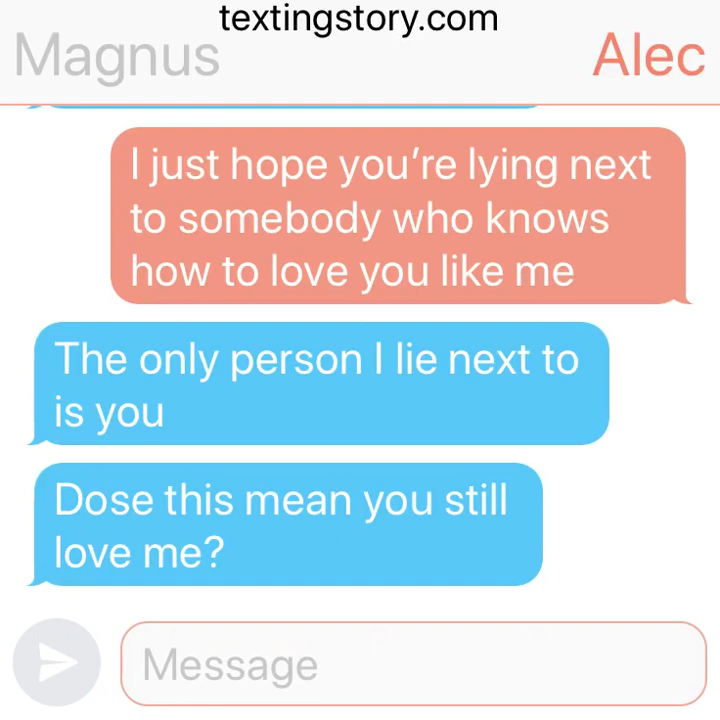 textingstory.com
Magnus
Alec
I just hope you’re lying next
to somebody who knows
how to love you like me
The only person I lie next to
is you
Dose this mean you still
love me?
Message